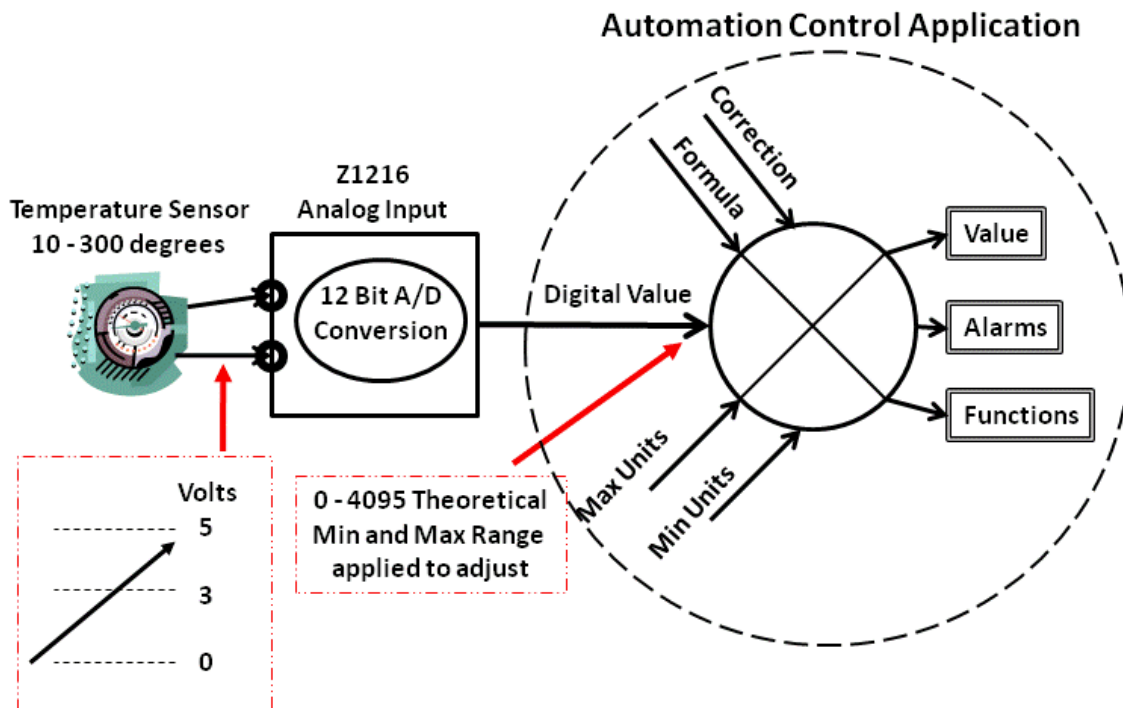 Automation Control Application
Correction
Formula
Z1216
Analog Input
Temperature Sensor
10 - 300 degrees
12 Bit A/D
Conversion
Digital Value
Value
Alarms
Functions
Max Units
Min Units
Volts
5
3
0
0 - 4095 Theoretical
Min and Max Range
applied to adjust